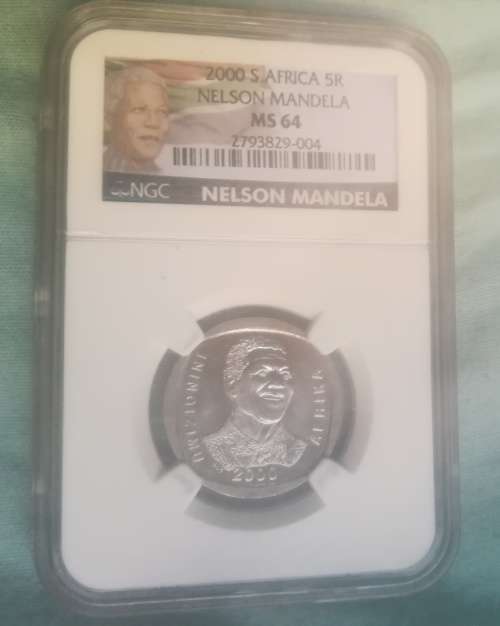 2000 S.AFRICA 5R
NELSON MANDELA
MS 64
2793829-004
NGC NELSON MANDELA
AFRIKA
2000